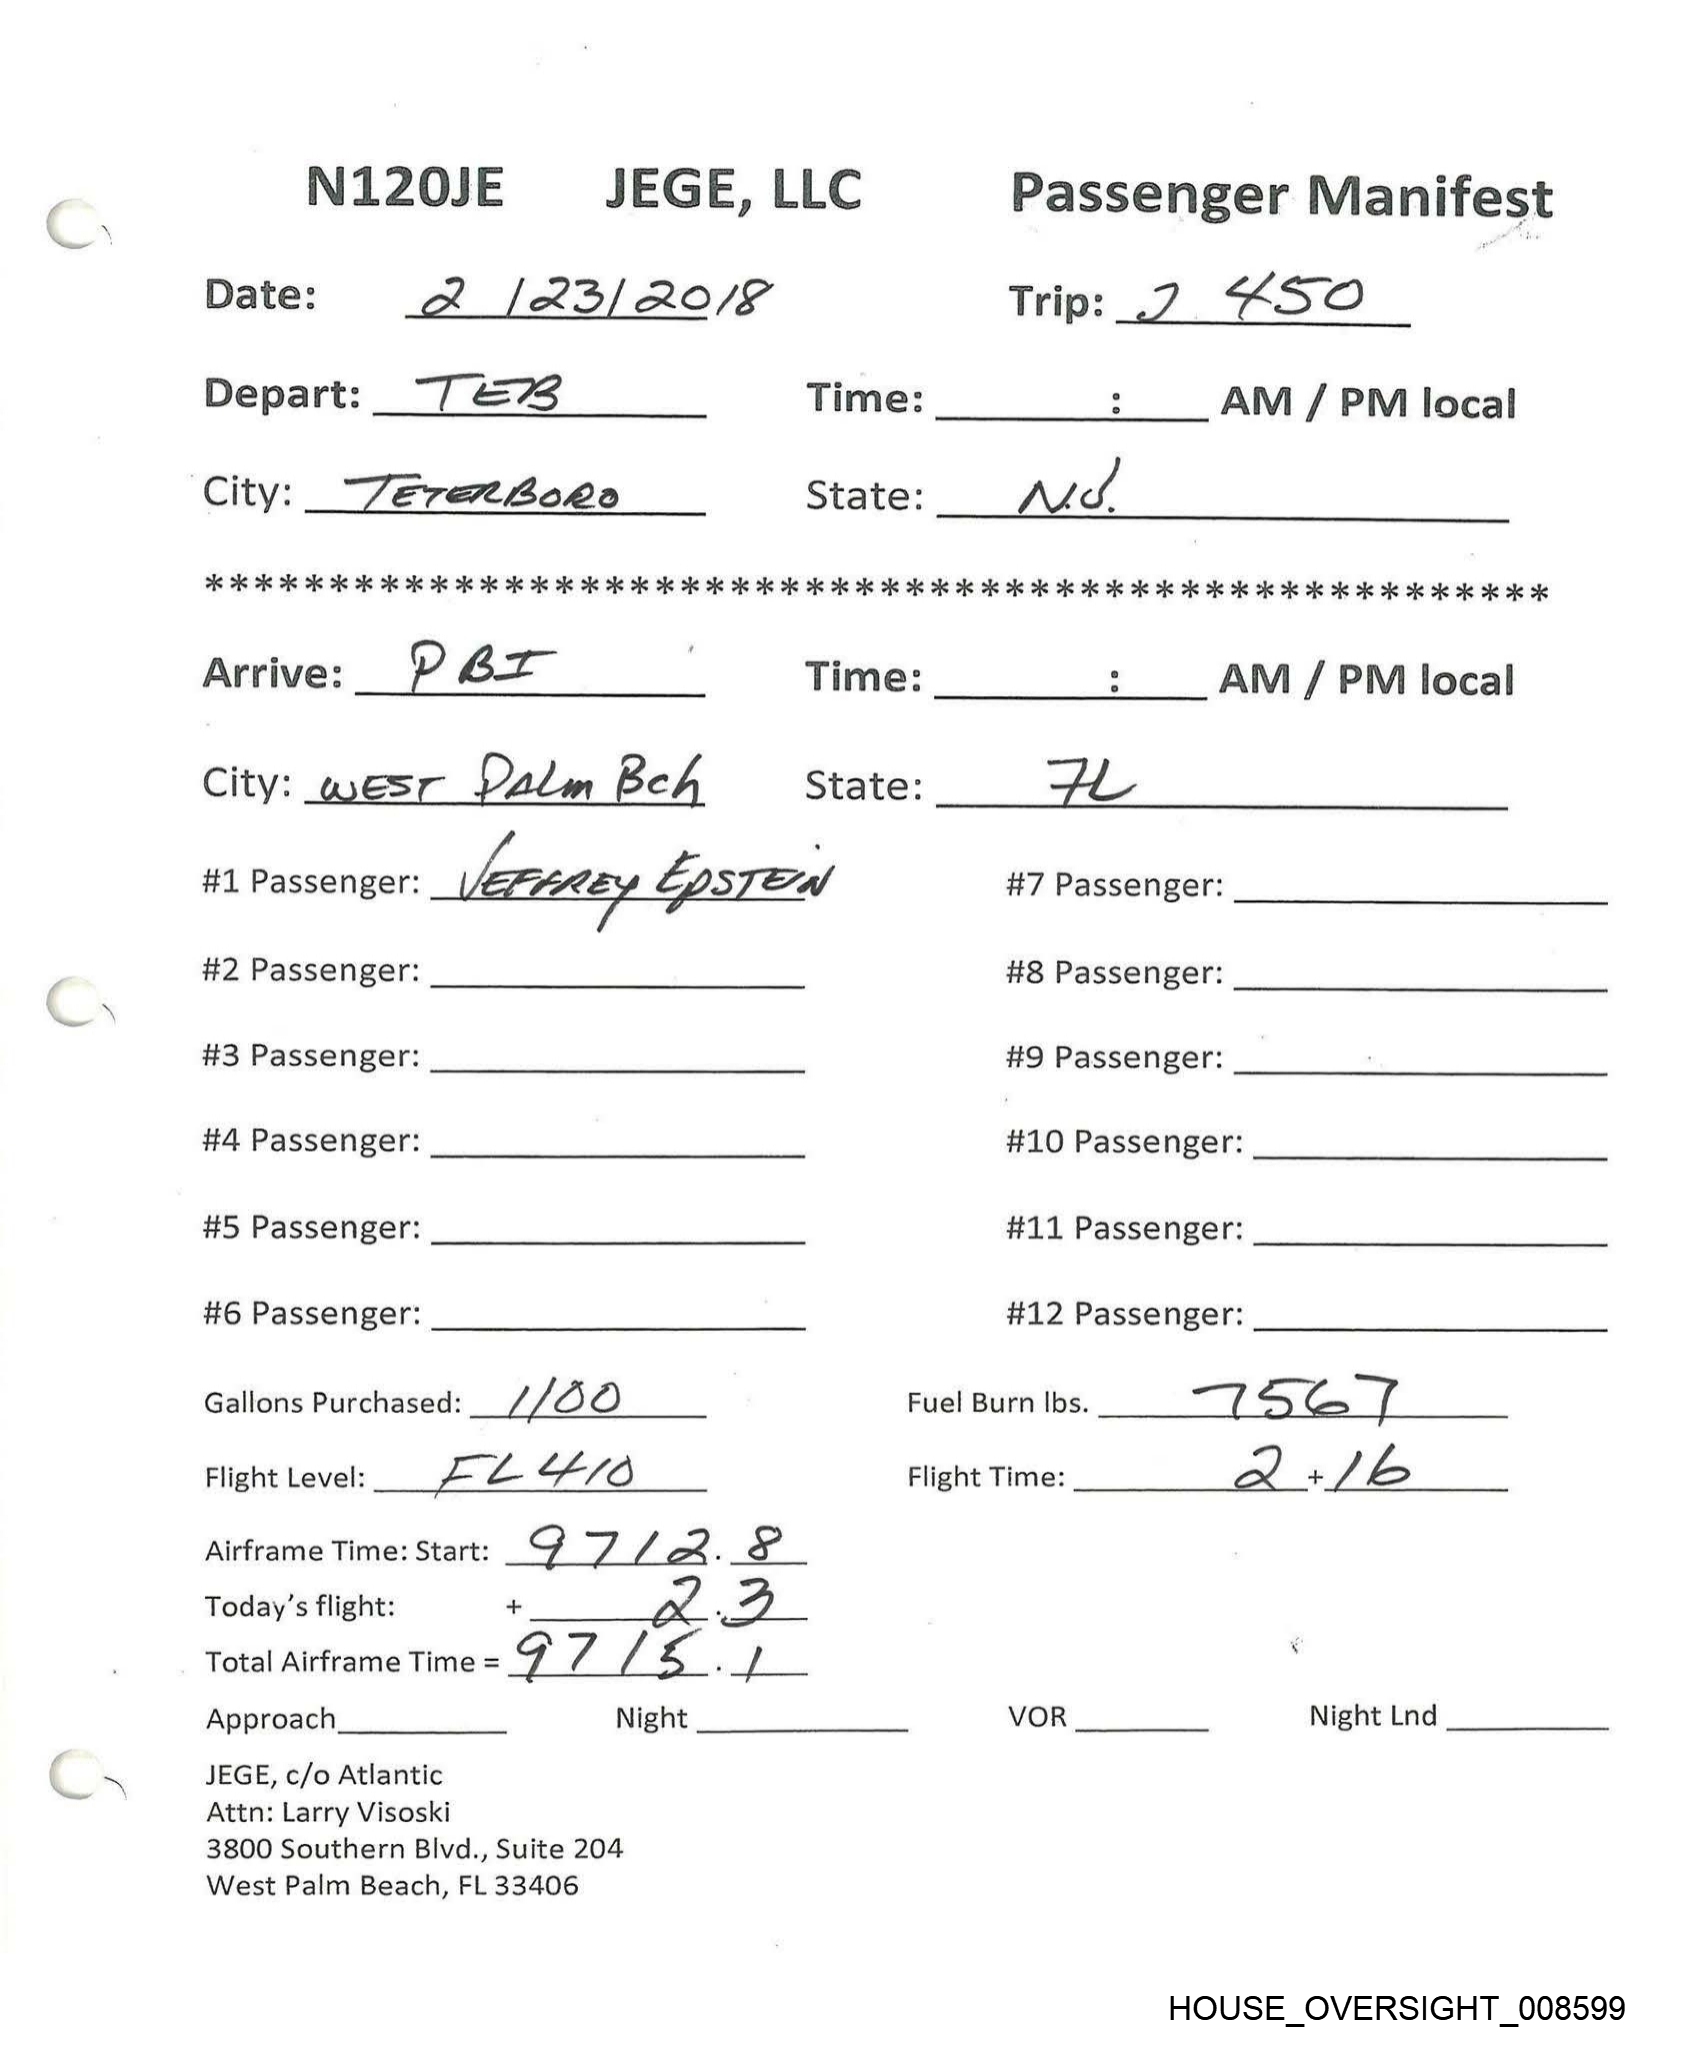 N120JE JEGE, LLC Passenger Manifest
Date: 2 / 23 / 2018 Trip: J 450
Depart: TEB Time: : AM / PM local
City: TETERBORO State: N.J.
******************************************************
Arrive: PBI Time: : AM / PM local
City: WEST PALM Bch State: FL
#1 Passenger: JEFFREY EPSTEIN #7 Passenger:
#2 Passenger: #8 Passenger:
#3 Passenger: #9 Passenger:
#4 Passenger: #10 Passenger:
#5 Passenger: #11 Passenger:
#6 Passenger: #12 Passenger:
Gallons Purchased: 1100 Fuel Burn lbs. 7567
Flight Level: FL410 Flight Time: 2 + 16
Airframe Time: Start: 9712.8
Today's flight: + 2.3
Total Airframe Time = 9715.1
Approach Night VOR Night Lnd
JEGE, c/o Atlantic
Attn: Larry Visoski
3800 Southern Blvd., Suite 204
West Palm Beach, FL 33406
HOUSE_OVERSIGHT_008599